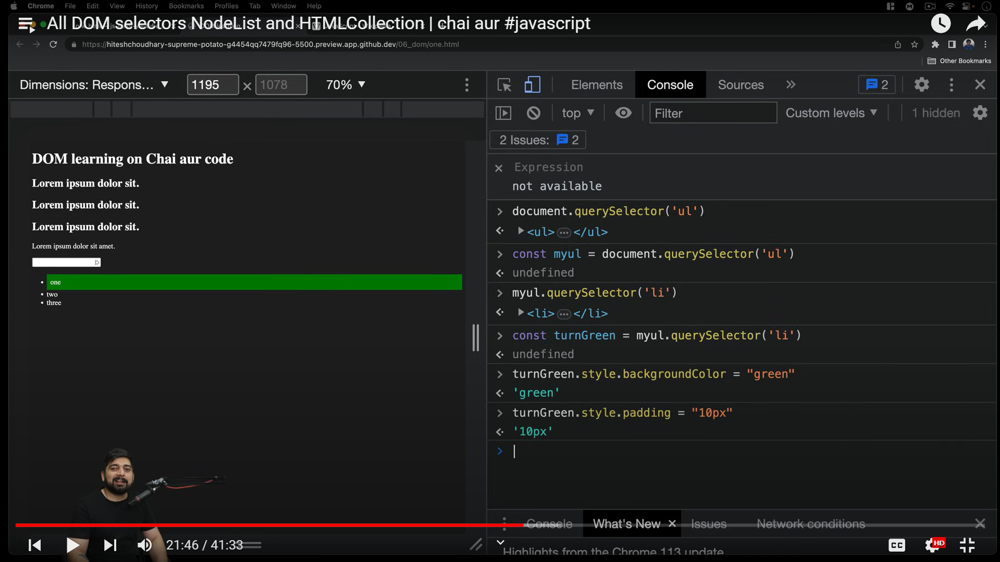 Chrome File Edit View History Bookmarks Profiles Tab Window Help
All DOM selectors NodeList and HTMLCollection | chai aur #javascript
https://hiteshchoudhary-supreme-potato-g4454qq7479fq96-5500.preview.app.github.dev/06_dom/one.html
Other Bookmarks
Dimensions: Respons... 1195 × 1078 70%
Elements Console Sources 2
top Filter Custom levels 1 hidden
2 Issues: 2
Expression
not available
document.querySelector('ul')
<ul> </ul>
const myul = document.querySelector('ul')
undefined
myul.querySelector('li')
<li> </li>
const turnGreen = myul.querySelector('li')
undefined
turnGreen.style.backgroundColor = "green"
'green'
turnGreen.style.padding = "10px"
'10px'
DOM learning on Chai aur code
Lorem ipsum dolor sit.
Lorem ipsum dolor sit.
Lorem ipsum dolor sit.
Lorem ipsum dolor sit amet.
one
two
three
Console What's New Issues Network conditions
Highlights from the Chrome 113 update
21:46 / 41:33
CC
HD